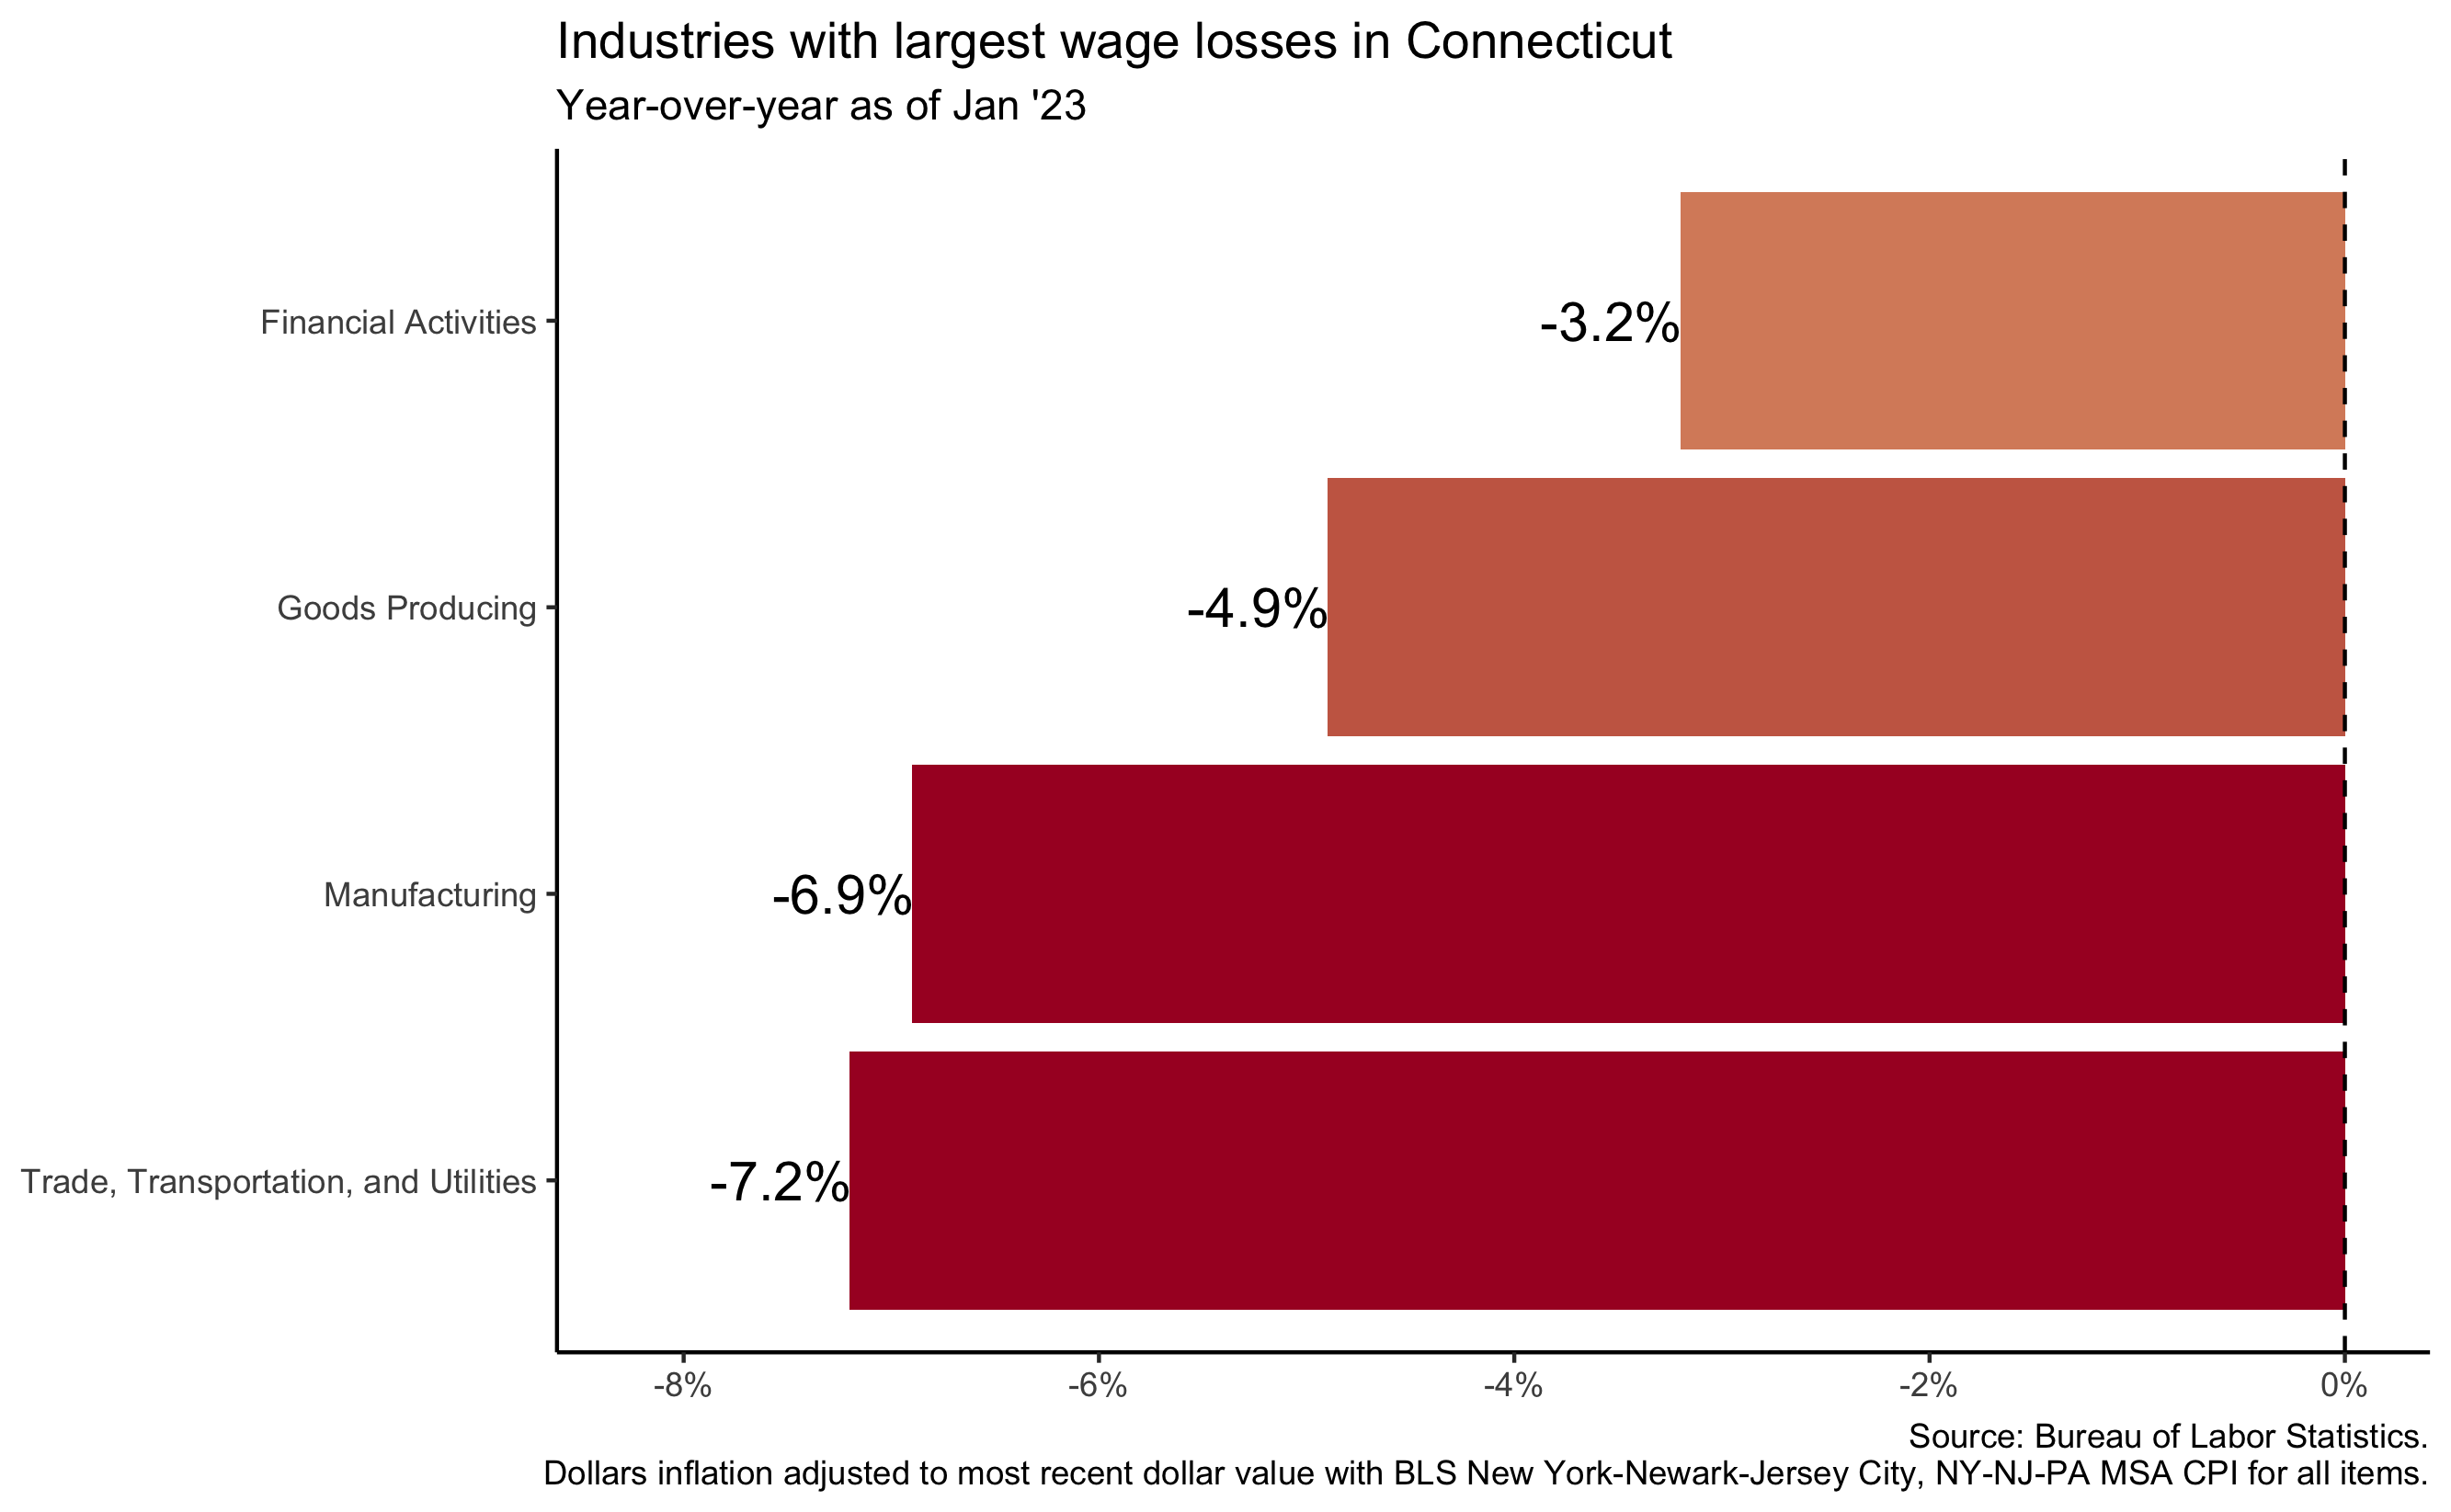 Industries with largest wage losses in Connecticut
Year-over-year as of Jan '23
Financial Activities
-3.2%
Goods Producing
-4.9%
Manufacturing
-6.9%
Trade, Transportation, and Utilities
-7.2%
-8%
-6%
-4%
-2%
0%
Source: Bureau of Labor Statistics.
Dollars inflation adjusted to most recent dollar value with BLS New York-Newark-Jersey City, NY-NJ-PA MSA CPI for all items.